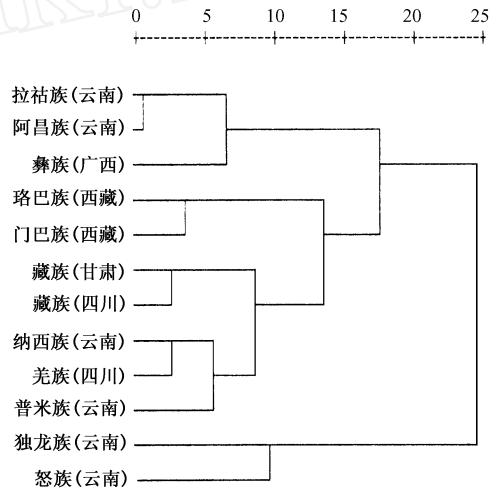 0 5 10 15 20 25
拉祜族(云南)
阿昌族(云南)
彝族(广西)
珞巴族(西藏)
门巴族(西藏)
藏族(甘肃)
藏族(四川)
纳西族(云南)
羌族(四川)
普米族(云南)
独龙族(云南)
怒族(云南)